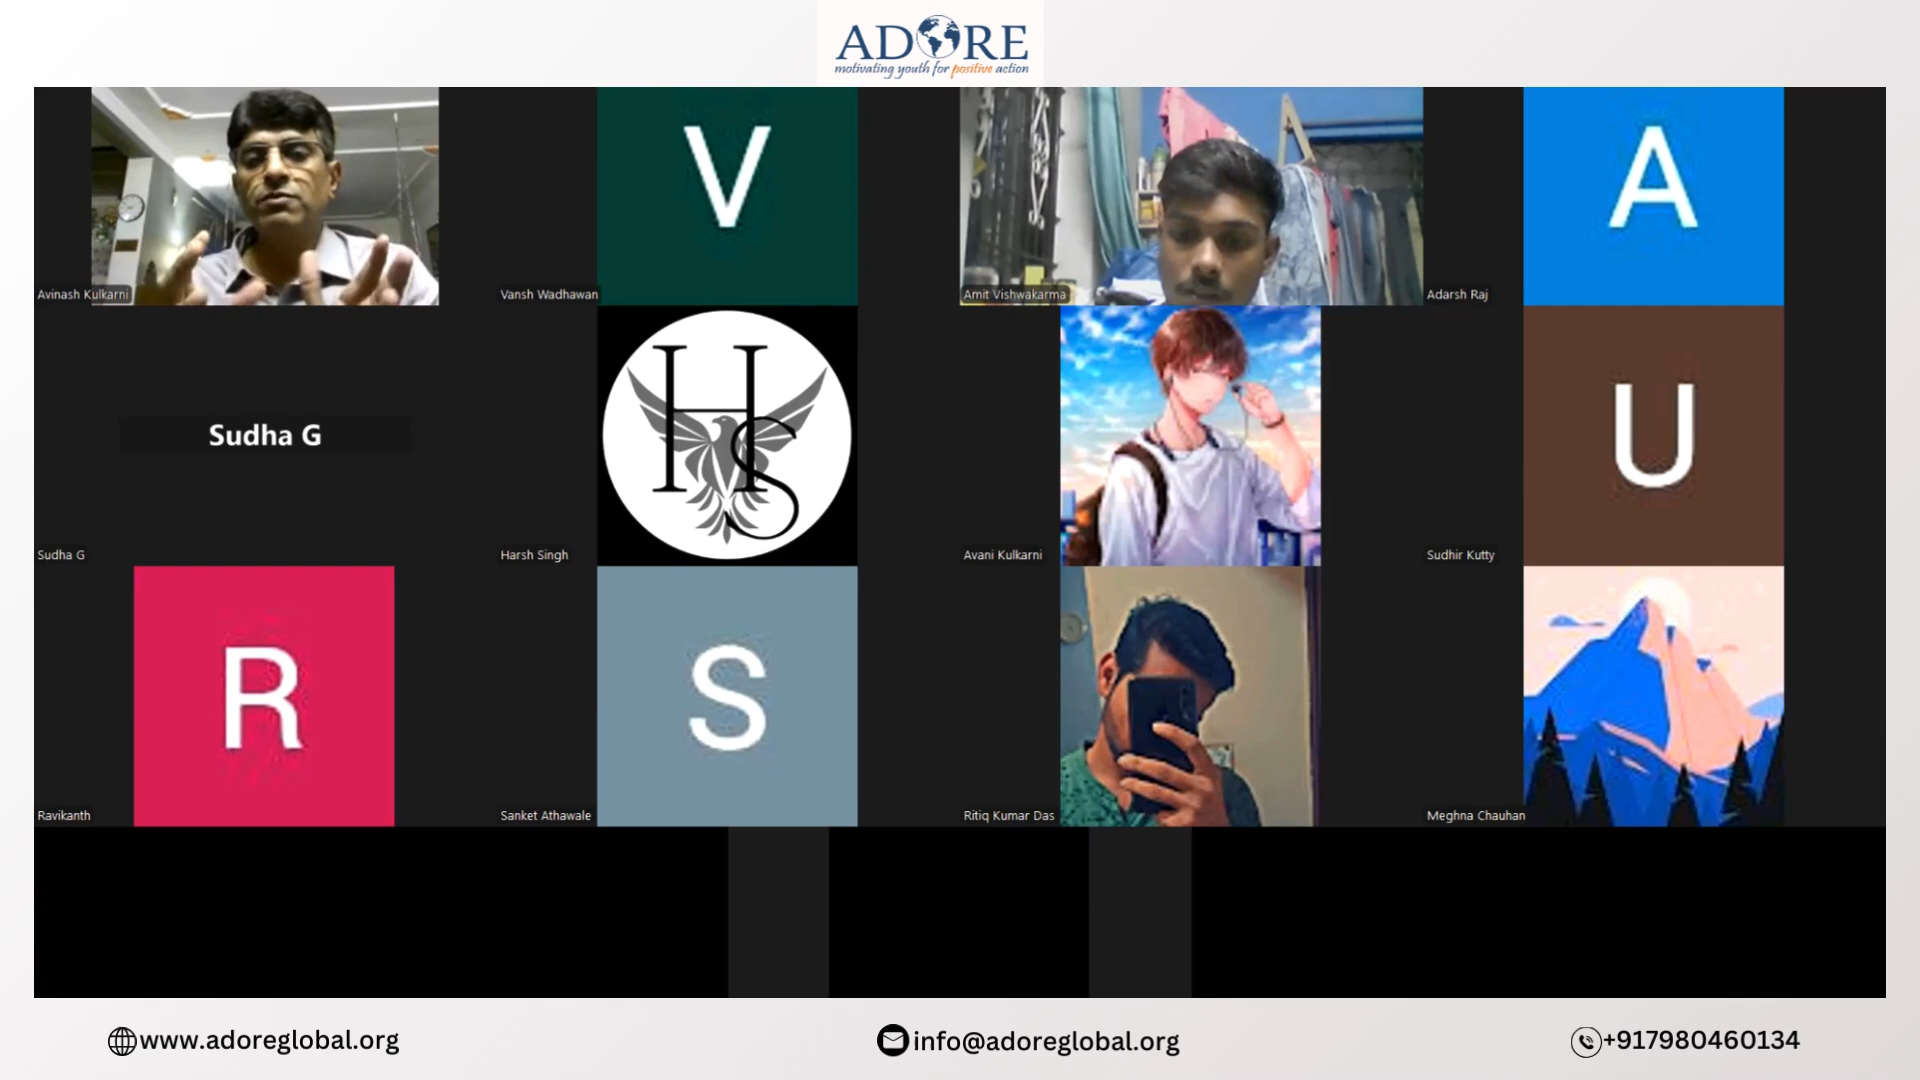 ADORE
motivating youth for positive action
V
A
Avinash Kulkarni
Vansh Wadhawan
Amit Vishwakarma
Adarsh Raj
Sudha G
HS
U
Sudha G
Harsh Singh
Avani Kulkarni
Sudhir Kutty
R
S
Ravikanth
Sanket Athawale
Ritiq Kumar Das
Meghna Chauhan
www.adoreglobal.org
info@adoreglobal.org
+917980460134